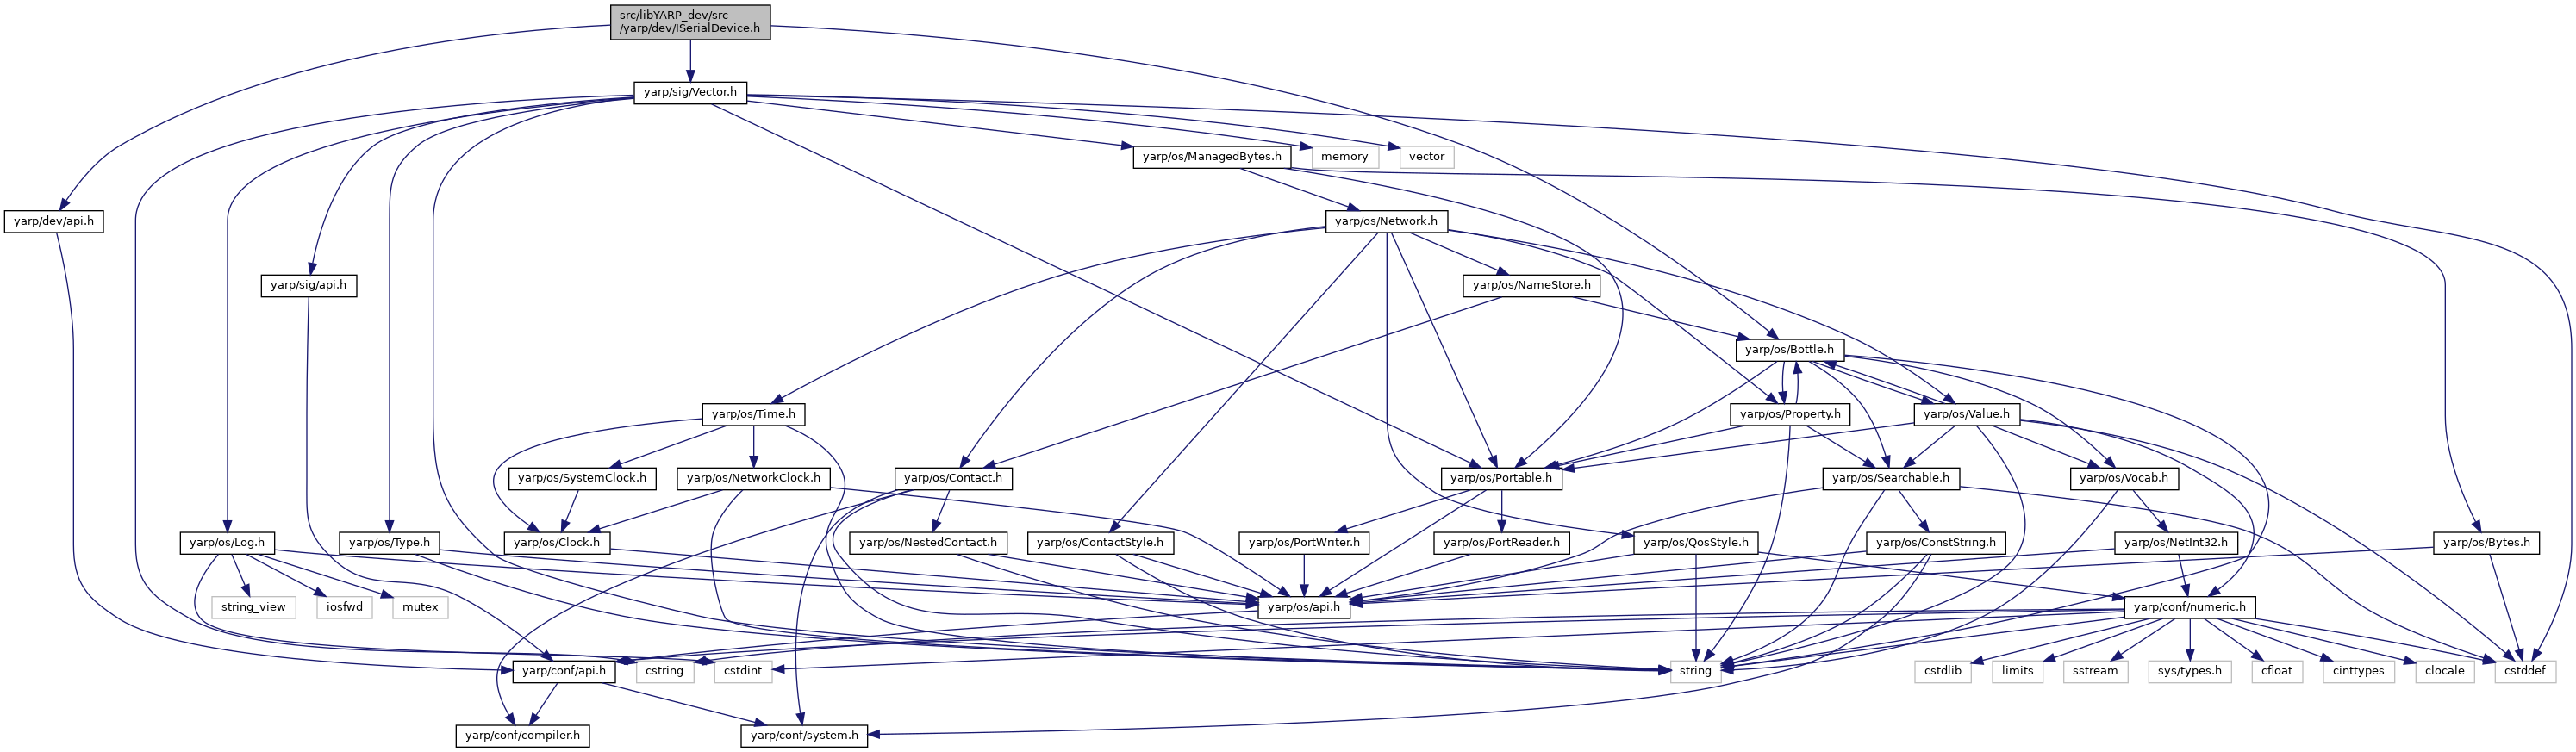 src/libYARP_dev/src
/yarp/dev/ISerialDevice.h
yarp/sig/Vector.h
yarp/os/ManagedBytes.h
memory
vector
yarp/dev/api.h
yarp/os/Network.h
yarp/sig/api.h
yarp/os/NameStore.h
yarp/os/Bottle.h
yarp/os/Time.h
yarp/os/Property.h
yarp/os/Value.h
yarp/os/SystemClock.h
yarp/os/NetworkClock.h
yarp/os/Contact.h
yarp/os/Portable.h
yarp/os/Searchable.h
yarp/os/Vocab.h
yarp/os/Log.h
yarp/os/Type.h
yarp/os/Clock.h
yarp/os/NestedContact.h
yarp/os/ContactStyle.h
yarp/os/PortWriter.h
yarp/os/PortReader.h
yarp/os/QosStyle.h
yarp/os/ConstString.h
yarp/os/NetInt32.h
yarp/os/Bytes.h
string_view
iosfwd
mutex
yarp/os/api.h
yarp/conf/numeric.h
yarp/conf/api.h
cstring
cstdint
string
cstdlib
limits
sstream
sys/types.h
cfloat
cinttypes
clocale
cstddef
yarp/conf/compiler.h
yarp/conf/system.h